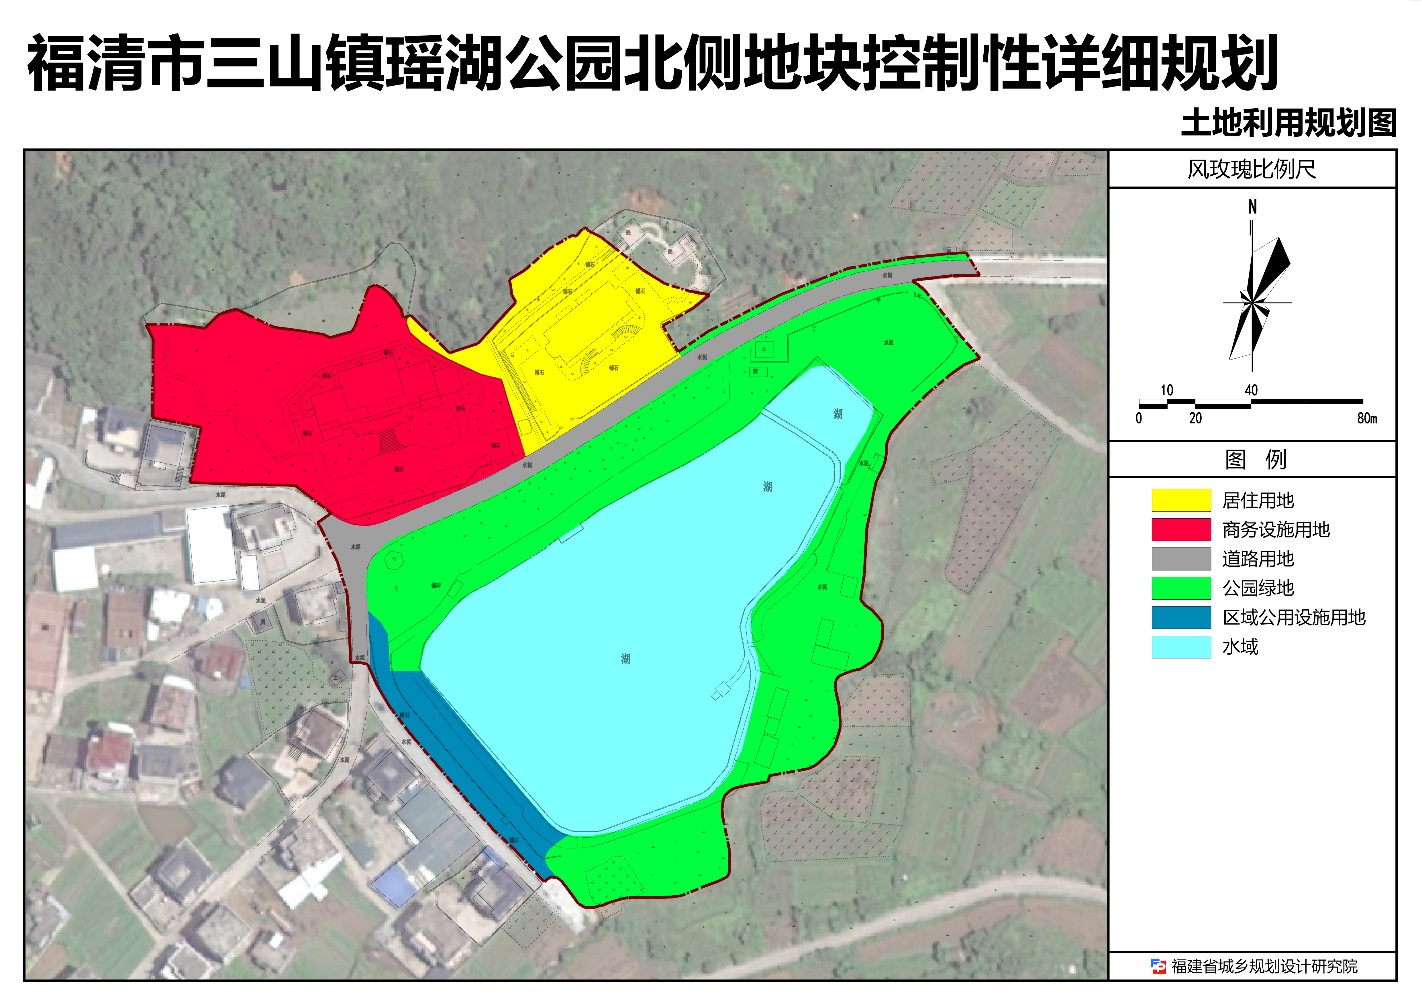 福清市三山镇瑶湖公园北侧地块控制性详细规划
土地利用规划图
风玫瑰比例尺
N
10 40
0 20 80m
图 例
居住用地
商务设施用地
道路用地
公园绿地
区域公用设施用地
水域
湖
湖
湖
福建省城乡规划设计研究院